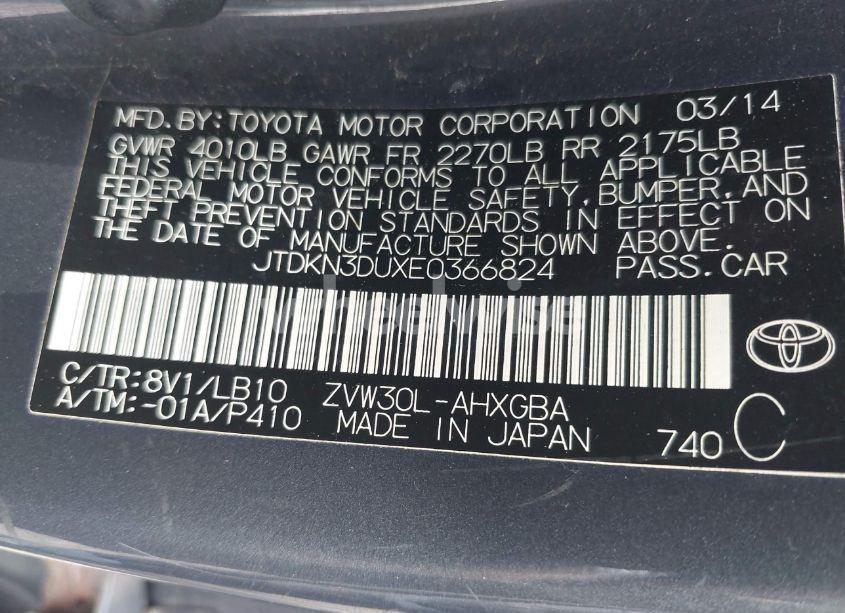 MFD.BY:TOYOTA MOTOR CORPORATION 03/14
GVWR 4010LB GAWR FR 2270LB RR 2175LB
THIS VEHICLE CONFORMS TO ALL APPLICABLE
FEDERAL MOTOR VEHICLE SAFETY,BUMPER,AND
THEFT PREVENTION STANDARDS IN EFFECT ON
THE DATE OF MANUFACTURE SHOWN ABOVE.
JTDKN3DUXE0366824 PASS.CAR
wheelwise
C/TR:8V1/LB10 ZVW30L-AHXGBA
A/TM:-01A/P410 MADE IN JAPAN 740 C